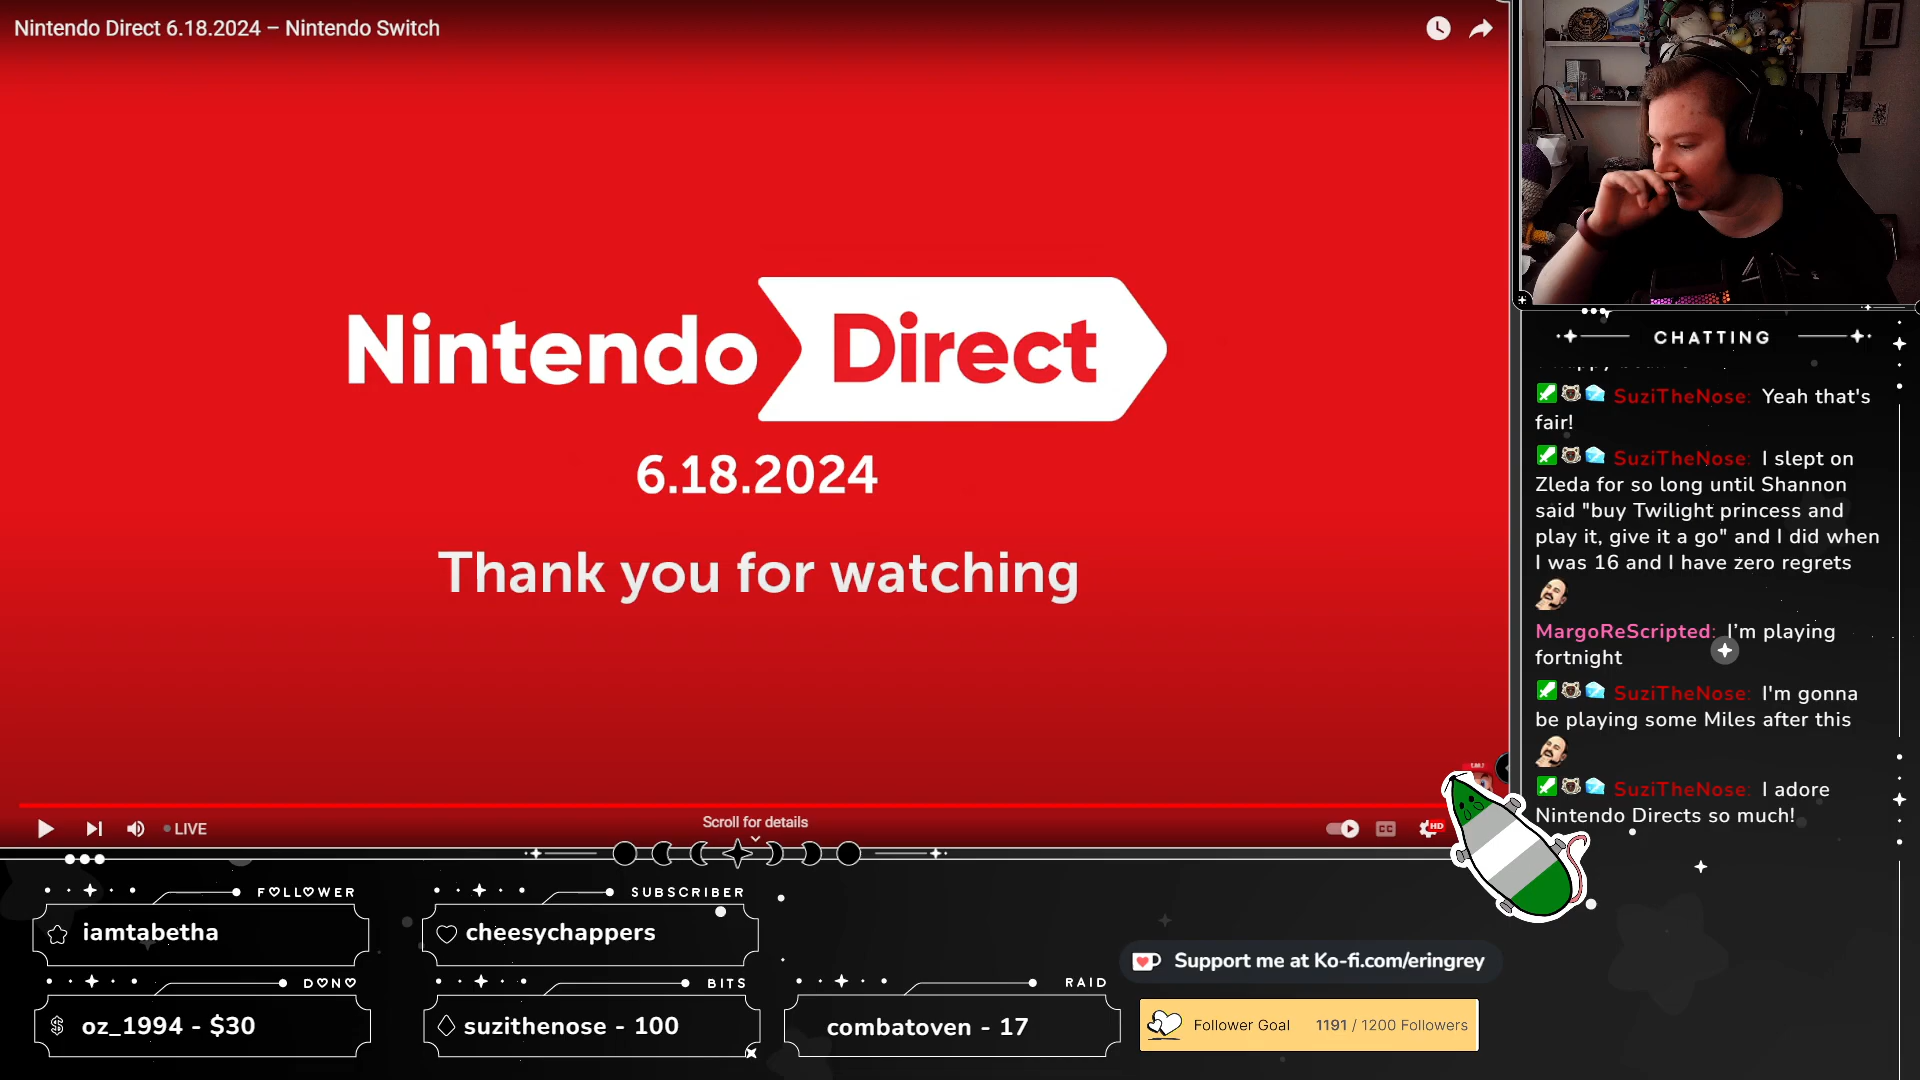 Nintendo Direct 6.18.2024 – Nintendo Switch
Nintendo Direct
6.18.2024
Thank you for watching
LIVE
Scroll for details
CC
HD
CHATTING
SuziTheNose: Yeah that's
fair!
SuziTheNose: I slept on
Zleda for so long until Shannon
said "buy Twilight princess and
play it, give it a go" and I did when
I was 16 and I have zero regrets
MargoReScripted: I'm playing
fortnight
SuziTheNose: I'm gonna
be playing some Miles after this
SuziTheNose: I adore
Nintendo Directs so much!
FOLLOWER
iamtabetha
SUBSCRIBER
cheesychappers
DONO
oz_1994 - $30
BITS
suzithenose - 100
RAID
combatoven - 17
Support me at Ko-fi.com/eringrey
Follower Goal 1191 / 1200 Followers